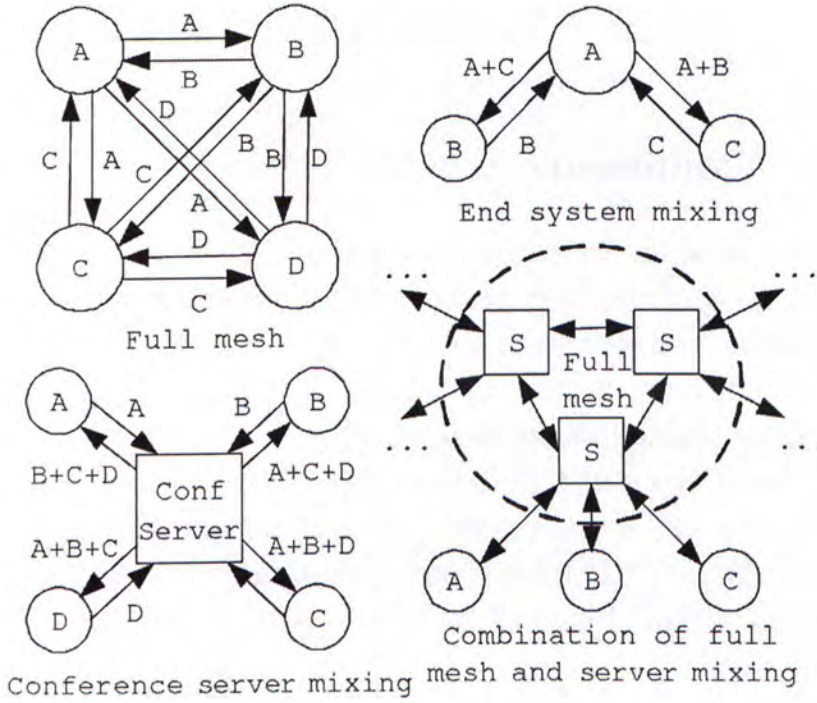 A
A
B
B
D
C
A
C
B
B
D
A
D
C
D
C
Full mesh
A
A+C
A+B
B
B
C
C
End system mixing
A
A
B
B
B+C+D
Conf
Server
A+C+D
A+B+C
A+B+D
D
D
C
Conference server mixing
....
....
S
S
Full
mesh
....
...
S
A
B
C
Combination of full
mesh and server mixing